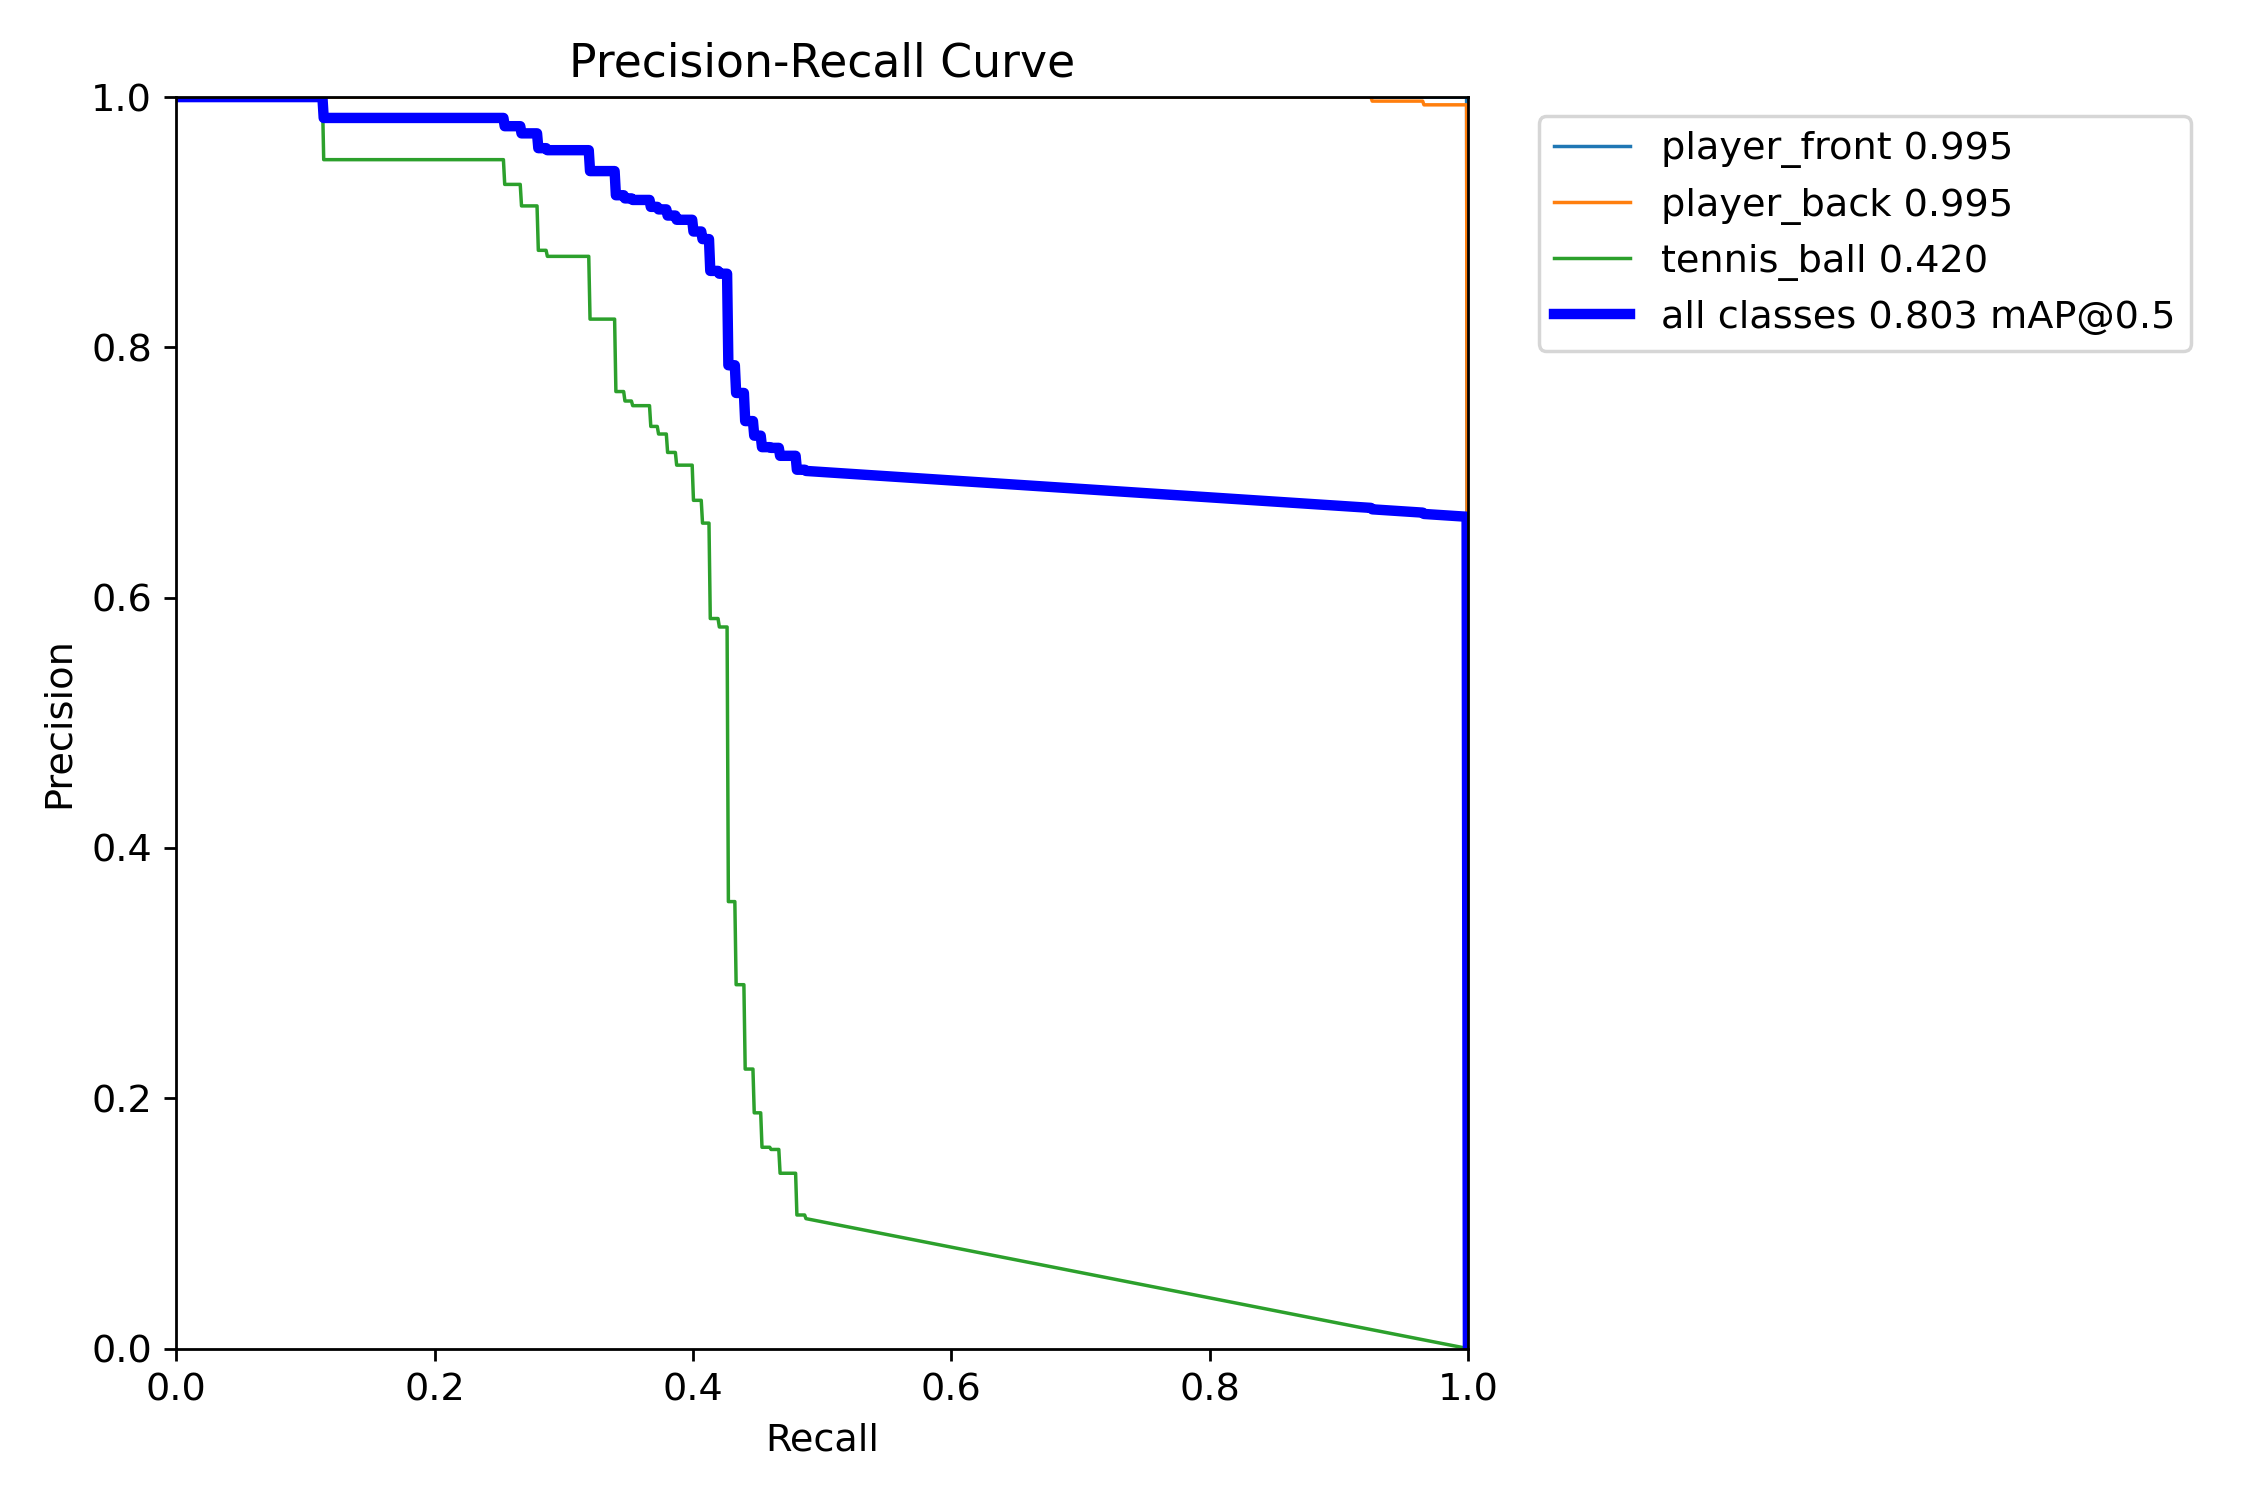 Precision-Recall Curve
1.0
0.8
0.6
0.4
0.2
0.0
Precision
0.0 0.2 0.4 0.6 0.8 1.0
Recall
player_front 0.995
player_back 0.995
tennis_ball 0.420
all classes 0.803 mAP@0.5